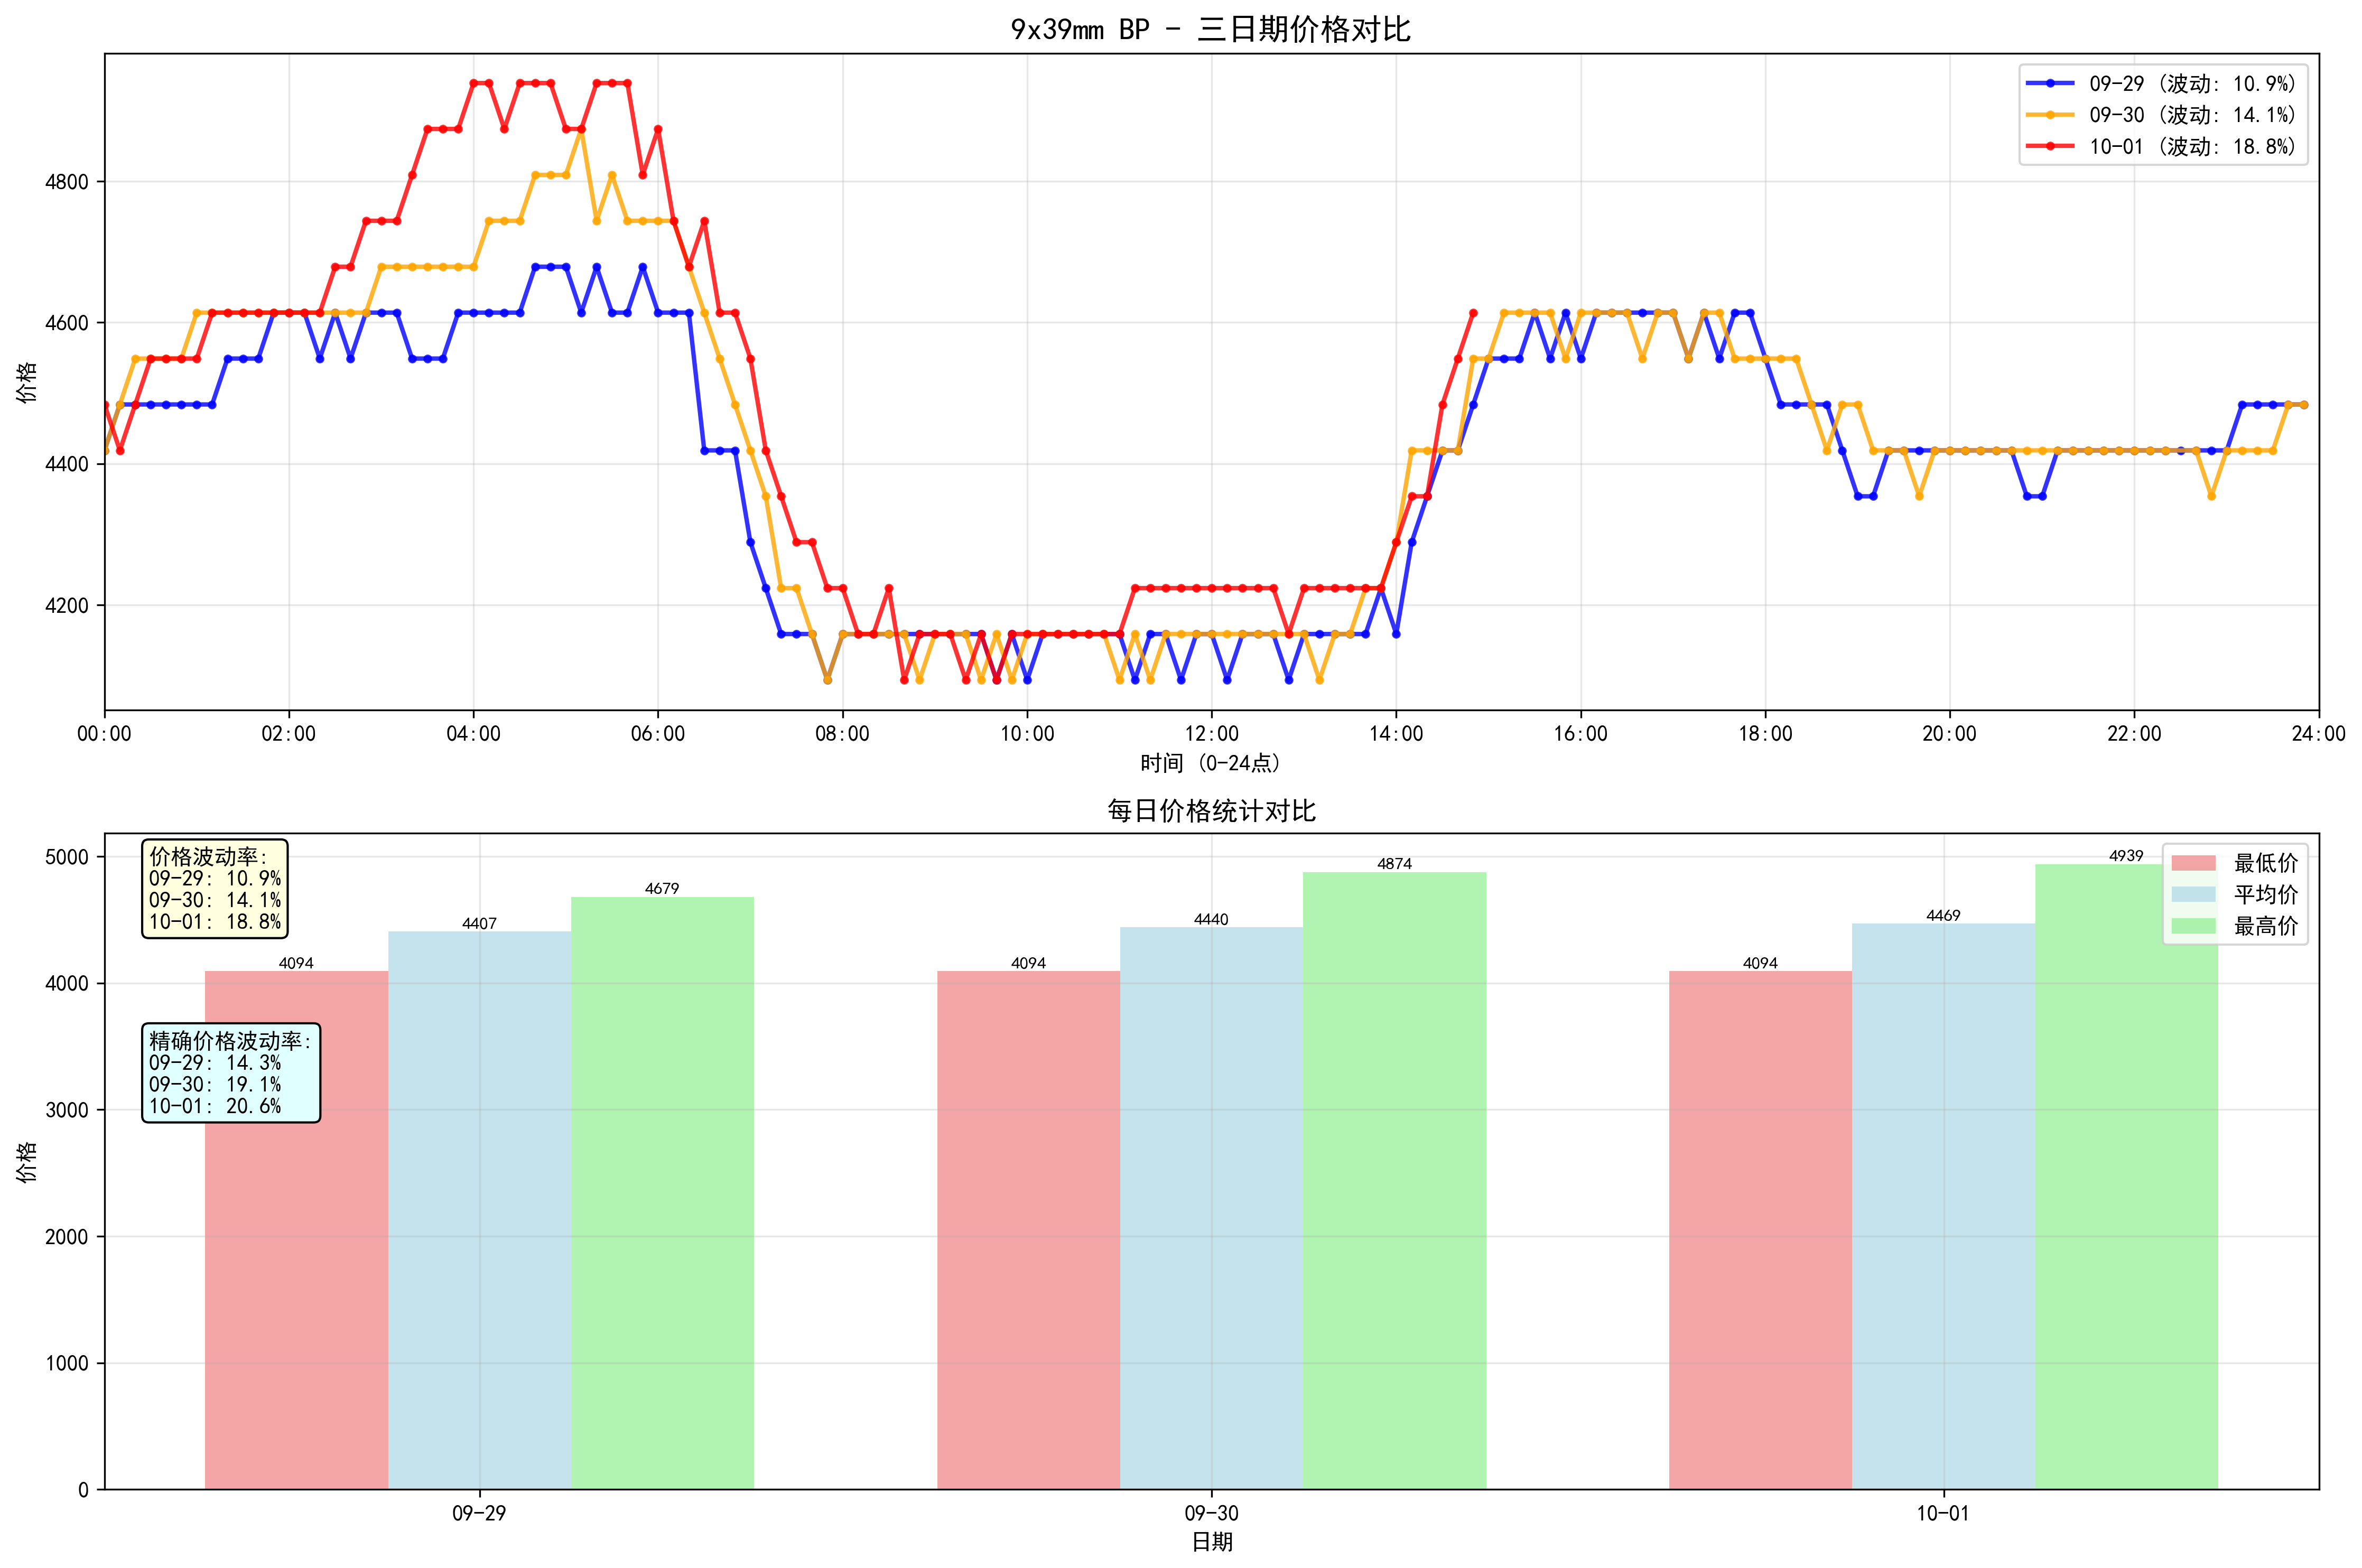 9x39mm BP - 三日期价格对比
09-29 (波动: 10.9%)
09-30 (波动: 14.1%)
10-01 (波动: 18.8%)
价格
4800
4600
4400
4200
00:00 02:00 04:00 06:00 08:00 10:00 12:00 14:00 16:00 18:00 20:00 22:00 24:00
时间 (0-24点)
每日价格统计对比
价格波动率:
09-29: 10.9%
09-30: 14.1%
10-01: 18.8%
精确价格波动率:
09-29: 14.3%
09-30: 19.1%
10-01: 20.6%
最低价
平均价
最高价
4094 4407 4679
4094 4440 4874
4094 4469 4939
价格
5000
4000
3000
2000
1000
0
09-29 09-30 10-01
日期